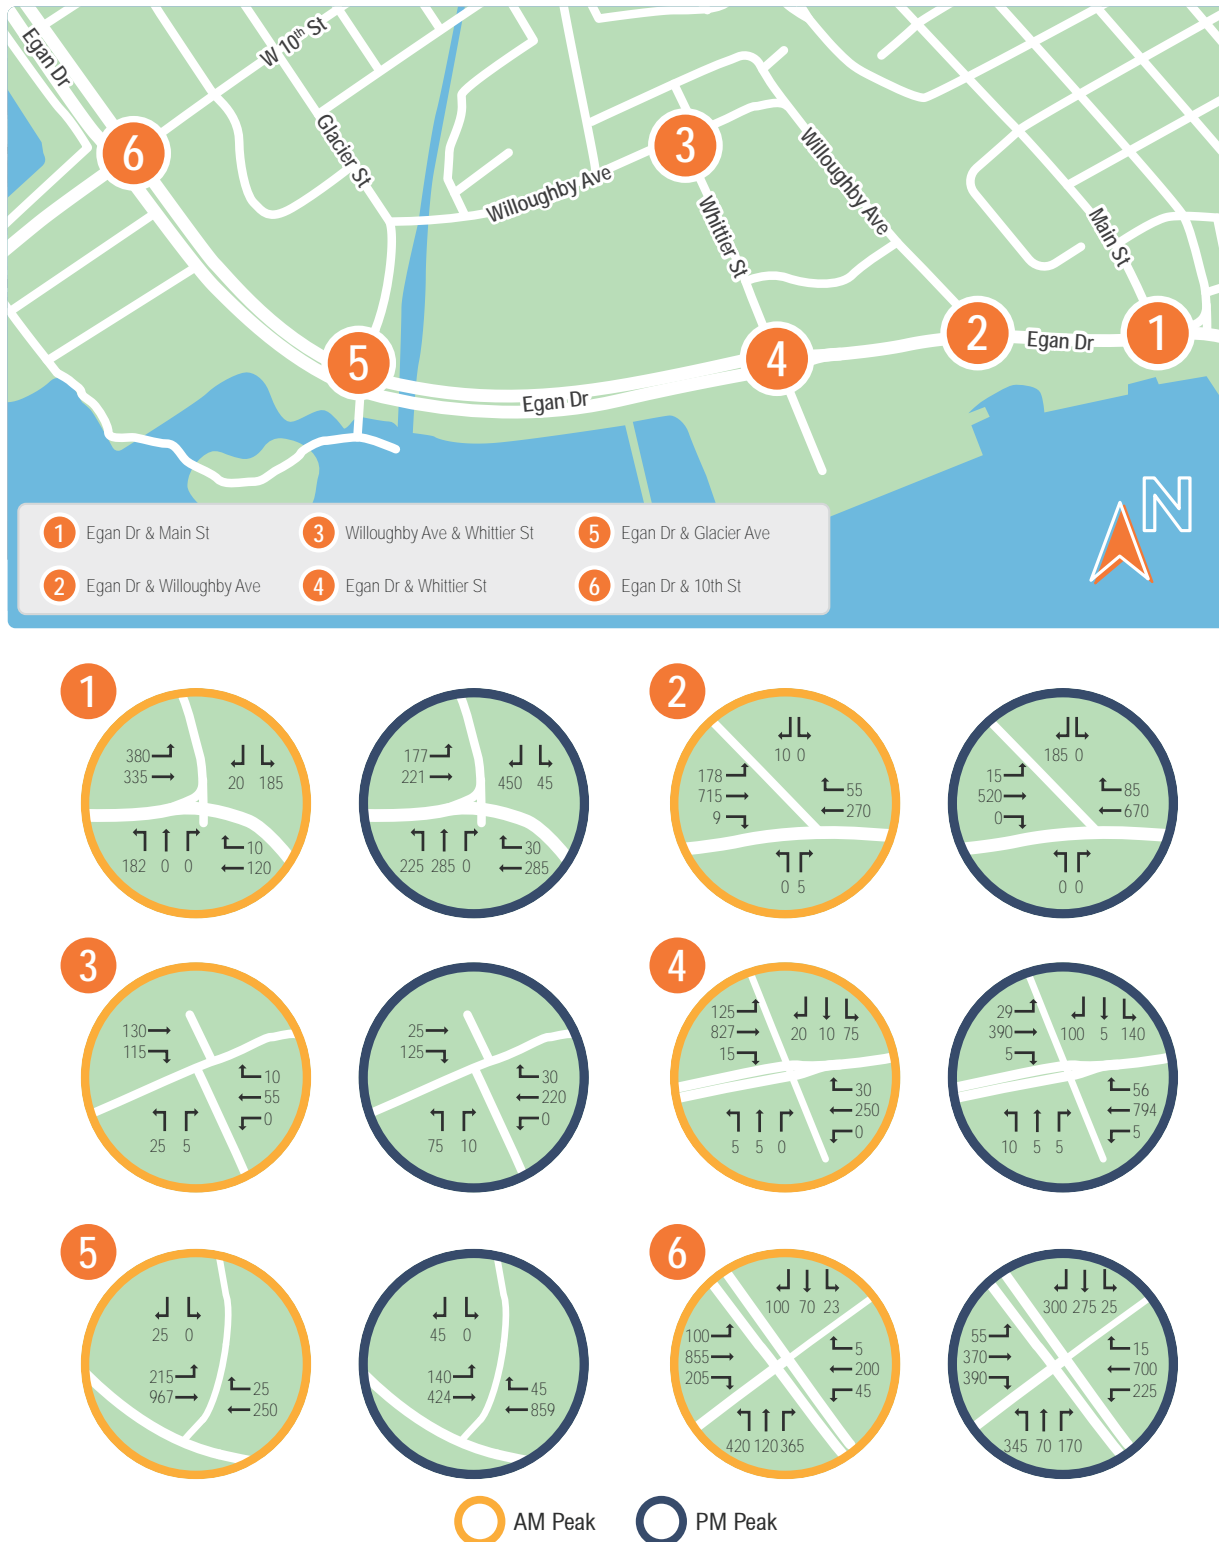 Egan Dr
W 10th St
Glacier St
6
3
Willoughby Ave
Willoughby Ave
Whittier St
Main St
5
4
2
Egan Dr
1
Egan Dr
N
1 Egan Dr & Main St
3 Willoughby Ave & Whittier St
5 Egan Dr & Glacier Ave
2 Egan Dr & Willoughby Ave
4 Egan Dr & Whittier St
6 Egan Dr & 10th St
1
380
335
20 185
182 0 0
10
120
177
221
450 45
225 285 0
30
285
2
10 0
178
715
9
55
270
0 5
185 0
15
520
0
85
670
0 0
3
130
115
10
55
0
25 5
25
125
30
220
0
75 10
4
125
827
15
20 10 75
30
250
0
5 5 0
29
390
5
100 5 140
56
794
5
10 5 5
5
25 0
215
967
25
250
45 0
140
424
45
859
6
100 70 23
100
855
205
5
200
45
420 120 365
300 275 25
55
370
390
15
700
225
345 70 170
AM Peak
PM Peak